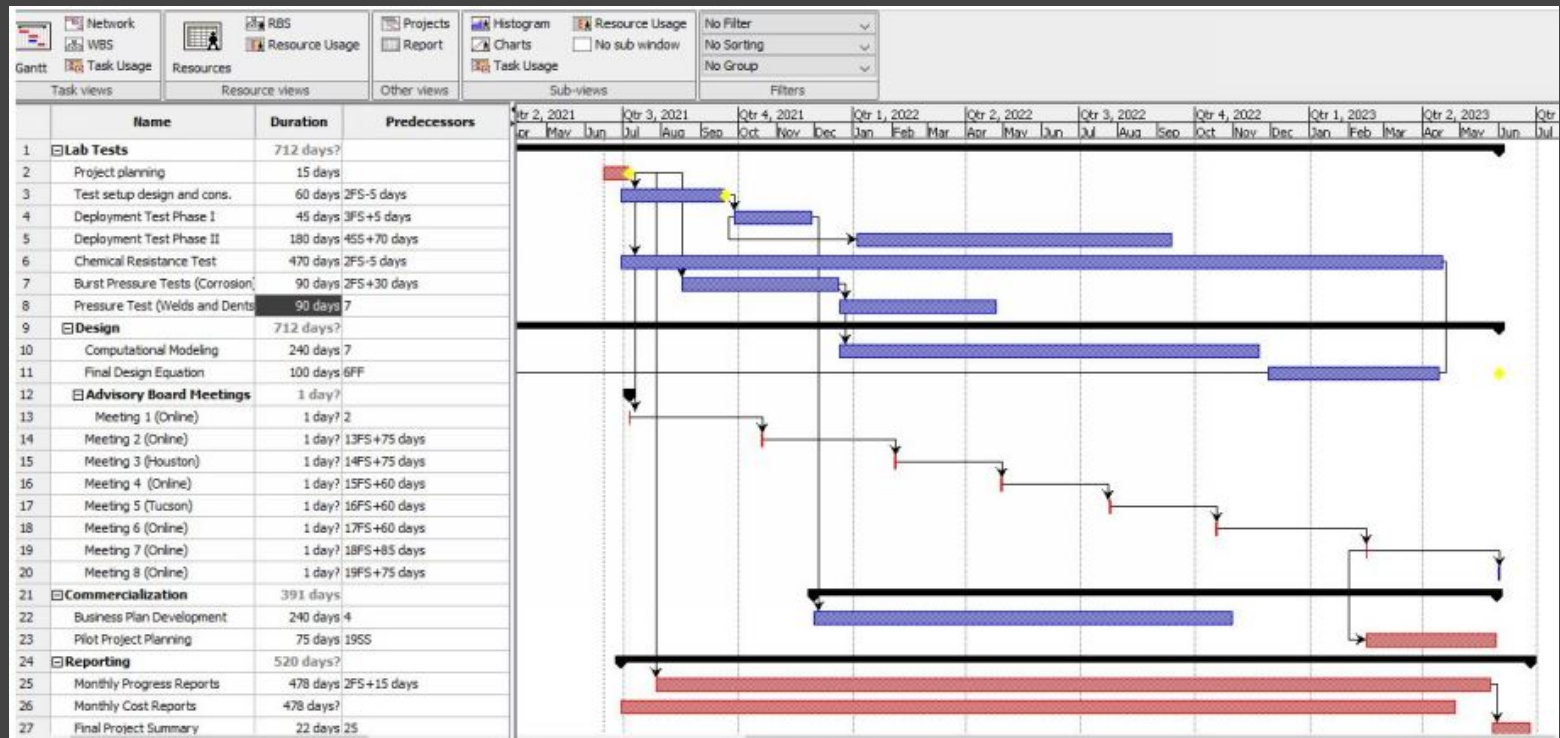 Network RBS Projects Histogram Resource Usage No Filter
WBS Resource Usage Report Charts No sub window No Sorting
Gantt Task Usage Resources Task Usage No Group
Task views Resource views Other views Sub-views Filters
Name Duration Predecessors
Qtr 2, 2021 Qtr 3, 2021 Qtr 4, 2021 Qtr 1, 2022 Qtr 2, 2022 Qtr 3, 2022 Qtr 4, 2022 Qtr 1, 2023 Qtr 2, 2023 Qtr
Apr May Jun Jul Aug Sep Oct Nov Dec Jan Feb Mar Apr May Jun Jul Aug Sep Oct Nov Dec Jan Feb Mar Apr May Jun Jul
1 Lab Tests 712 days?
2 Project planning 15 days
3 Test setup design and cons. 60 days 2FS-5 days
4 Deployment Test Phase I 45 days 3FS+5 days
5 Deployment Test Phase II 180 days 4SS+70 days
6 Chemical Resistance Test 470 days 2FS-5 days
7 Burst Pressure Tests (Corrosion) 90 days 2FS+30 days
8 Pressure Test (Welds and Dents 90 days 7
9 Design 712 days?
10 Computational Modeling 240 days 7
11 Final Design Equation 100 days 6FF
12 Advisory Board Meetings 1 day?
13 Meeting 1 (Online) 1 day? 2
14 Meeting 2 (Online) 1 day? 13FS+75 days
15 Meeting 3 (Houston) 1 day? 14FS+75 days
16 Meeting 4 (Online) 1 day? 15FS+60 days
17 Meeting 5 (Tucson) 1 day? 16FS+60 days
18 Meeting 6 (Online) 1 day? 17FS+60 days
19 Meeting 7 (Online) 1 day? 18FS+85 days
20 Meeting 8 (Online) 1 day? 19FS+75 days
21 Commercialization 391 days
22 Business Plan Development 240 days 4
23 Pilot Project Planning 75 days 19SS
24 Reporting 520 days?
25 Monthly Progress Reports 478 days 2FS+15 days
26 Monthly Cost Reports 478 days?
27 Final Project Summary 22 days 25